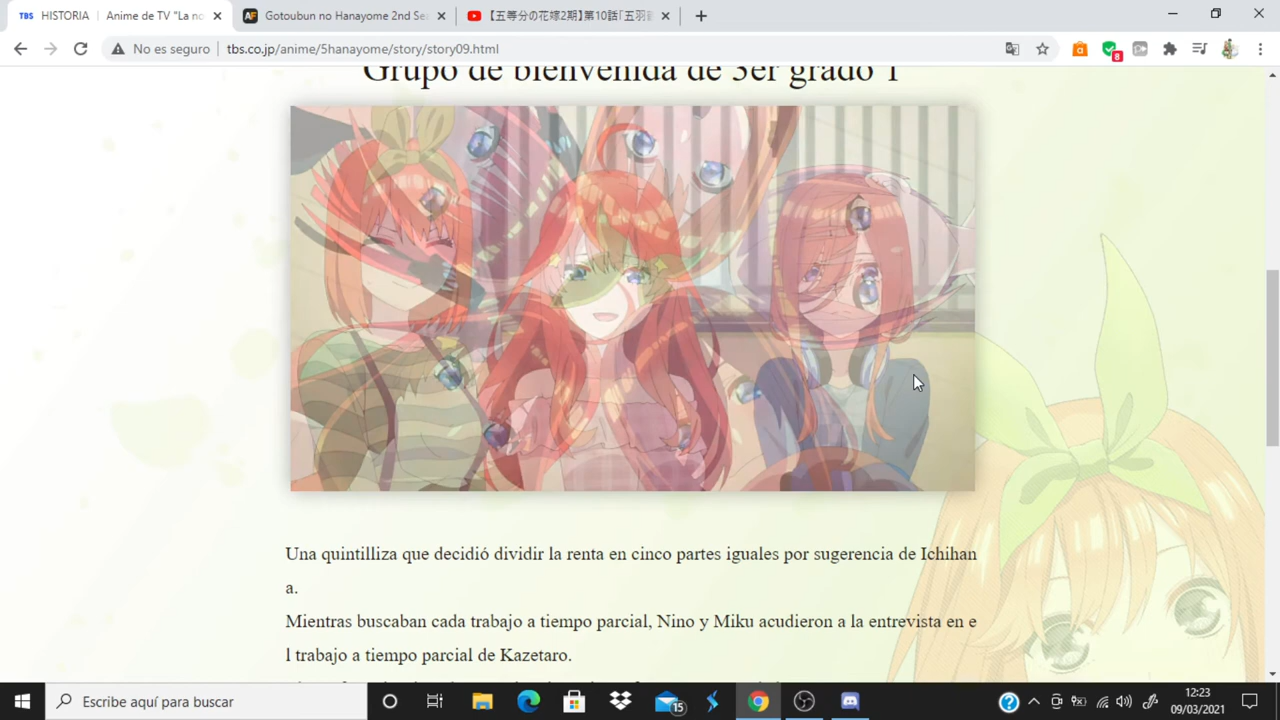 TBS HISTORIA | Anime de TV "La no
AF Gotoubun no Hanayome 2nd Se
【五等分の花嫁2期】第10話「五羽
No es seguro | tbs.co.jp/anime/5hanayome/story/story09.html
8
Grupo de bienvenida de 3er grado 1
Una quintilliza que decidió dividir la renta en cinco partes iguales por sugerencia de Ichihan
a.
Mientras buscaban cada trabajo a tiempo parcial, Nino y Miku acudieron a la entrevista en e
l trabajo a tiempo parcial de Kazetaro.
Escribe aquí para buscar
15
12:23
09/03/2021